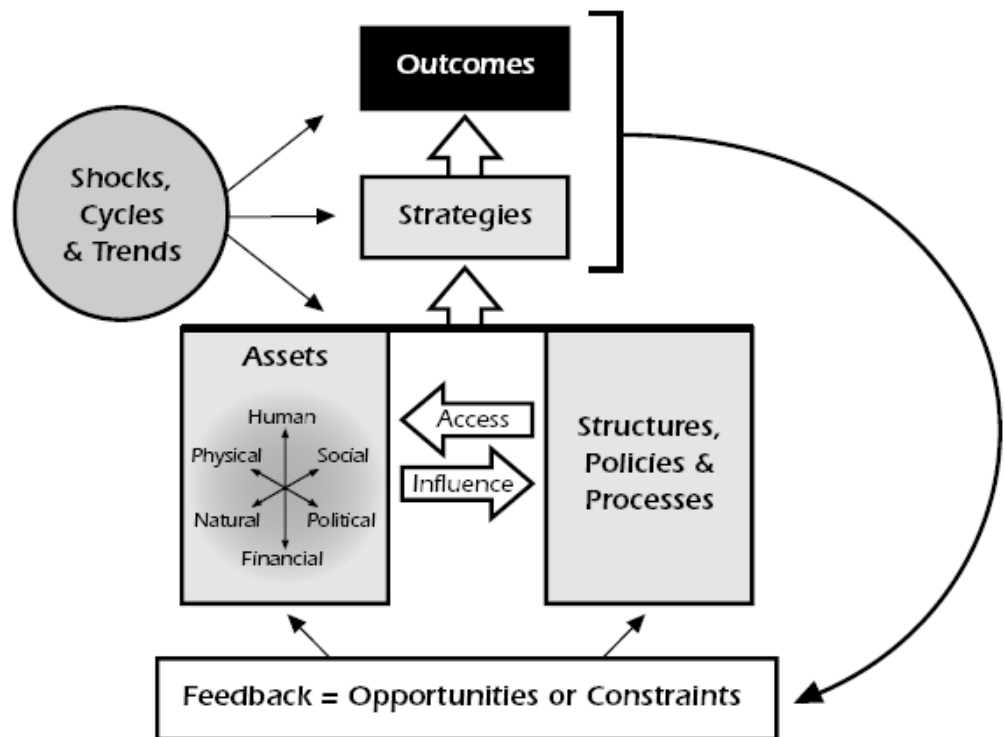 Outcomes
Shocks,
Cycles
& Trends
Strategies
Assets
Human
Physical
Social
Natural
Political
Financial
Access
Influence
Structures,
Policies &
Processes
Feedback = Opportunities or Constraints